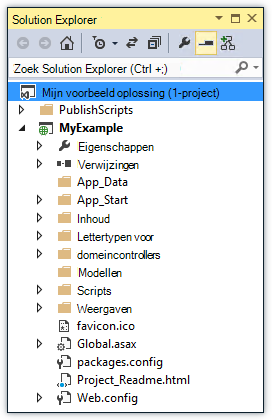 Solution Explorer
Zoek Solution Explorer (Ctrl +;)
Mijn voorbeeld oplossing (1-project)
PublishScripts
MyExample
Eigenschappen
Verwijzingen
App_Data
App_Start
Inhoud
Lettertypen voor
domeincontrollers
Modellen
Scripts
Weergaven
favicon.ico
Global.asax
packages.config
Project_Readme.html
Web.config